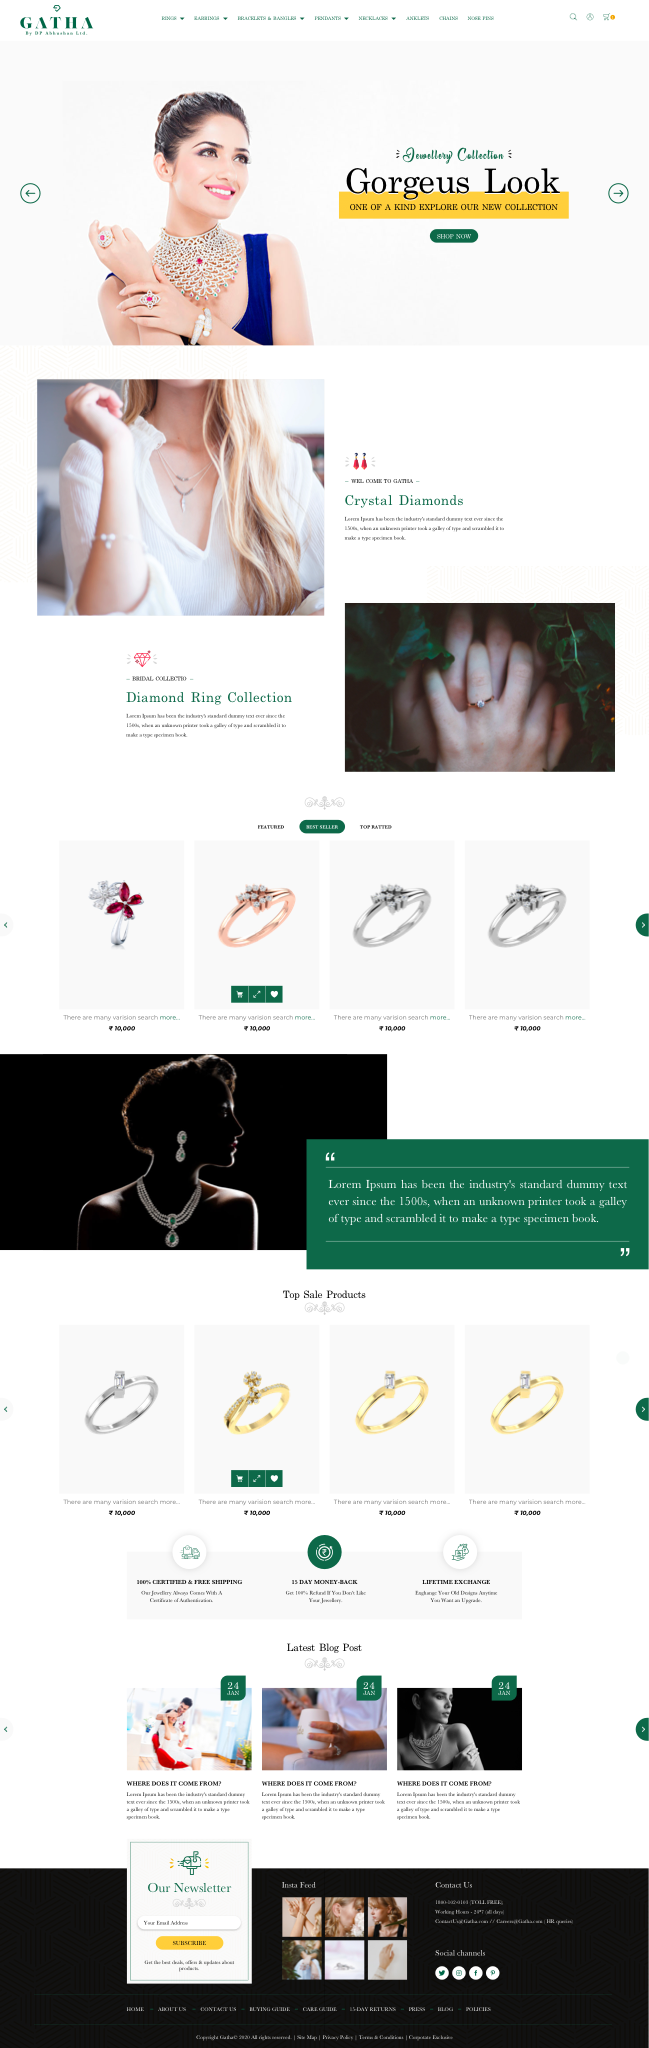 GATHA
By DP Abhushan Ltd.
RINGS EARRINGS BRACELETS & BANGLES PENDANTS NECKLACES ANKLETS CHAINS NOSE PINS
Jewellery Collection
Gorgeus Look
ONE OF A KIND EXPLORE OUR NEW COLLECTION
SHOP NOW
– WEL COME TO GATHA –
Crystal Diamonds
Lorem Ipsum has been the industry's standard dummy text ever since the
1500s, when an unknown printer took a galley of type and scrambled it to
make a type specimen book.
– BRIDAL COLLECTIO –
Diamond Ring Collection
Lorem Ipsum has been the industry's standard dummy text ever since the
1500s, when an unknown printer took a galley of type and scrambled it to
make a type specimen book.
FEATURED BEST SELLER TOP RATTED
There are many varision search more...
₹ 10,000
There are many varision search more...
₹ 10,000
There are many varision search more...
₹ 10,000
There are many varision search more...
₹ 10,000
“
Lorem Ipsum has been the industry's standard dummy text
ever since the 1500s, when an unknown printer took a galley
of type and scrambled it to make a type specimen book.
”
Top Sale Products
There are many varision search more...
₹ 10,000
There are many varision search more...
₹ 10,000
There are many varision search more...
₹ 10,000
There are many varision search more...
₹ 10,000
100% CERTIFIED & FREE SHIPPING
Our Jewellery Always Comes With A
Certificate of Authentication.
15 DAY MONEY-BACK
Get 100% Refund If You Don't Like
Your Jewellery.
LIFETIME EXCHANGE
Exghange Your Old Designs Anytime
You Want an Upgrade.
Latest Blog Post
24
JAN
WHERE DOES IT COME FROM?
Lorem Ipsum has been the industry's standard dummy
text ever since the 1500s, when an unknown printer took
a galley of type and scrambled it to make a type
specimen book.
24
JAN
WHERE DOES IT COME FROM?
Lorem Ipsum has been the industry's standard dummy
text ever since the 1500s, when an unknown printer took
a galley of type and scrambled it to make a type
specimen book.
24
JAN
WHERE DOES IT COME FROM?
Lorem Ipsum has been the industry's standard dummy
text ever since the 1500s, when an unknown printer took
a galley of type and scrambled it to make a type
specimen book.
Our Newsletter
Your Email Address
SUBSCRIBE
Get the best deals, offers & updates about
products.
Insta Feed
Contact Us
(TOLL FREE)
Working Hours - 24*7 (all days)
ContactUs@Gatha.com // Careers@Gatha.com (HR queries)
Social channels
HOME – ABOUT US – CONTACT US – BUYING GUIDE – CARE GUIDE – 15-DAY RETURNS – PRESS – BLOG – POLICIES
Copyright Gatha© 2020 All rights reserved. | Site Map | Privacy Policy | Terms & Conditions | Corporate Exclusive